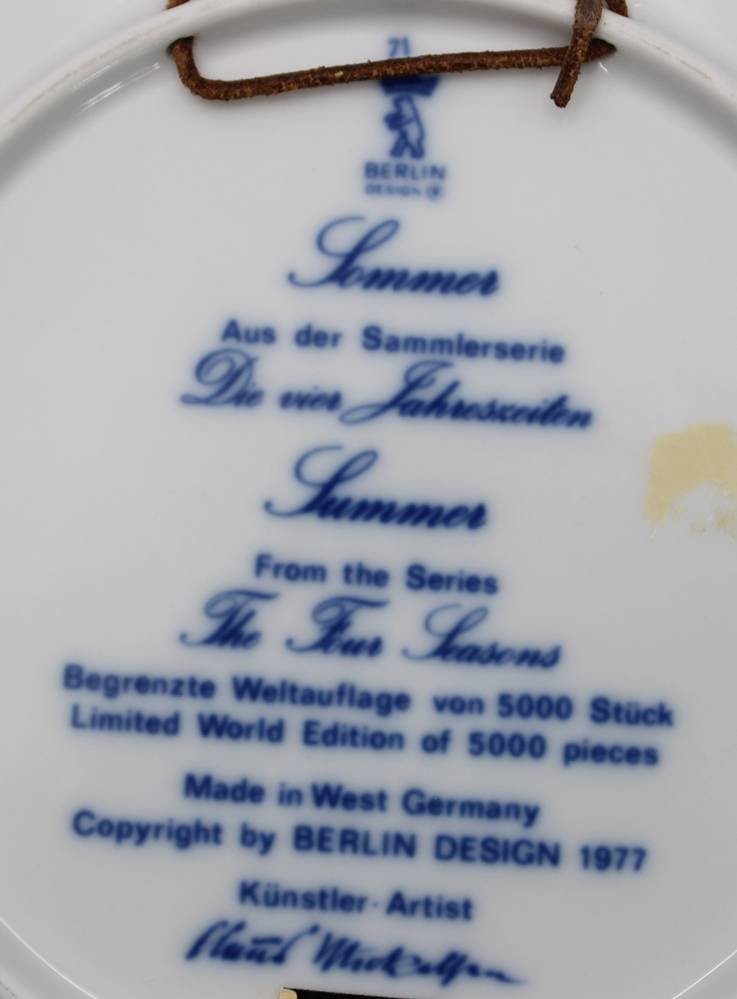 71
BERLIN
DESIGN
Sommer
Aus der Sammlerserie
Die vier Jahreszeiten
Summer
From the Series
The Four Seasons
Begrenzte Weltauflage von 5000 Stück
Limited World Edition of 5000 pieces
Made in West Germany
Copyright by BERLIN DESIGN 1977
Künstler · Artist